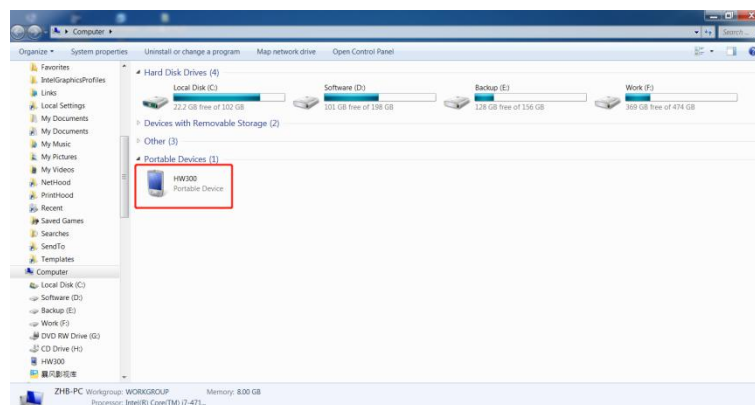 Computer
Search ...
Organize
System properties
Uninstall or change a program
Map network drive
Open Control Panel
Favorites
IntelGraphicsProfiles
Links
Local Settings
My Documents
My Documents
My Music
My Pictures
My Videos
NetHood
PrintHood
Recent
Saved Games
Searches
SendTo
Templates
Computer
Local Disk (C:)
Software (D:)
Backup (E:)
Work (F:)
DVD RW Drive (G:)
CD Drive (H:)
HW300
暴风影视库
Hard Disk Drives (4)
Local Disk (C:)
22.2 GB free of 102 GB
Software (D:)
101 GB free of 198 GB
Backup (E:)
128 GB free of 156 GB
Work (F:)
369 GB free of 474 GB
Devices with Removable Storage (2)
Other (3)
Portable Devices (1)
HW300
Portable Device
ZHB-PC Workgroup: WORKGROUP Memory: 8.00 GB
Processor: Intel(R) Core(TM) i7-471...